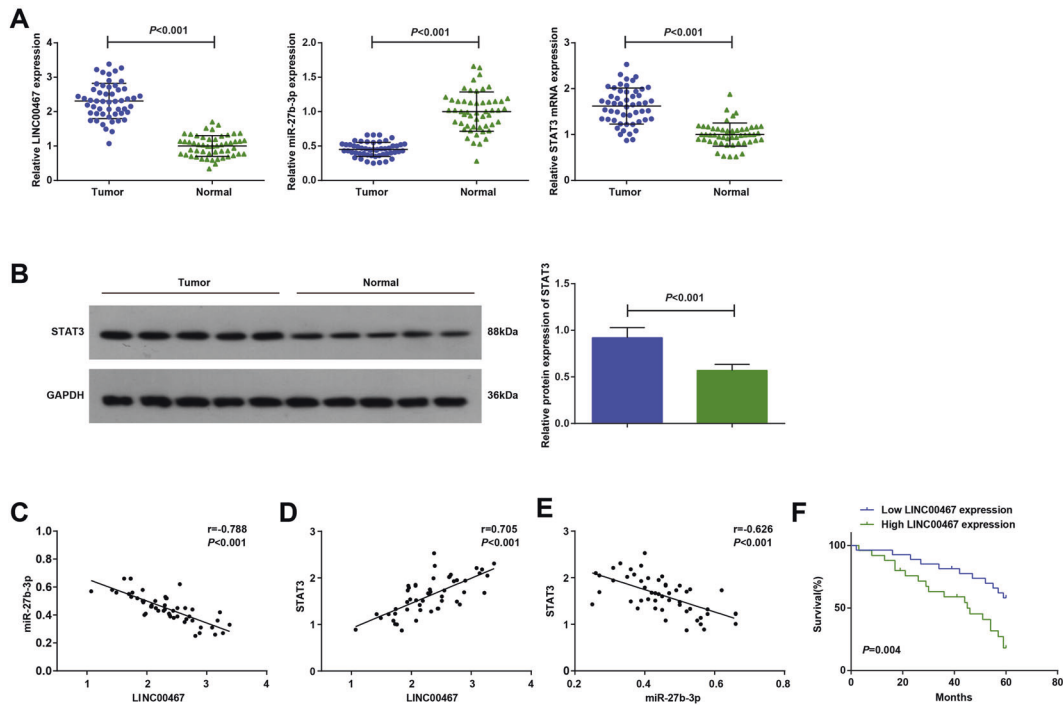 A
Relative LINC00467 expression
4
3
2
1
0
P<0.001
Tumor
Normal
Relative miR-27b-3p expression
2.0
1.5
1.0
0.5
0.0
P<0.001
Tumor
Normal
Relative STAT3 mRNA expression
3
2
1
0
P<0.001
Tumor
Normal
B
Tumor
Normal
STAT3
88kDa
GAPDH
36kDa
Relative protein expression of STAT3
1.5
1.0
0.5
0.0
P<0.001
C
r=-0.788
P<0.001
miR-27b-3p
1.0
0.8
0.6
0.4
0.2
0.0
1
2
3
4
LINC00467
D
r=0.705
P<0.001
STAT3
3
2
1
0
1
2
3
4
LINC00467
E
r=-0.626
P<0.001
STAT3
3
2
1
0
0.2
0.4
0.6
0.8
miR-27b-3p
F
Low LINC00467 expression
High LINC00467 expression
Survival(%)
100
50
0
P=0.004
0
20
40
60
80
Months